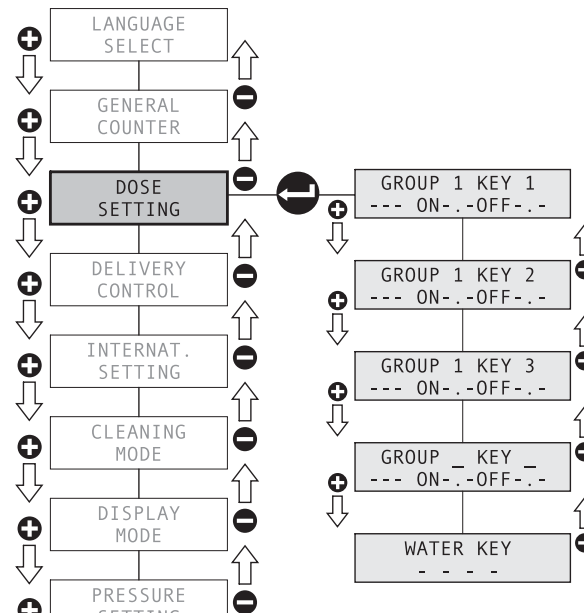 LANGUAGE
SELECT
GENERAL
COUNTER
DOSE
SETTING
DELIVERY
CONTROL
INTERNAT.
SETTING
CLEANING
MODE
DISPLAY
MODE
PRESSURE
SETTING
GROUP 1 KEY 1
--- ON-.-OFF-.-
GROUP 1 KEY 2
--- ON-.-OFF-.-
GROUP 1 KEY 3
--- ON-.-OFF-.-
GROUP _ KEY _
--- ON-.-OFF-.-
WATER KEY
- - - -